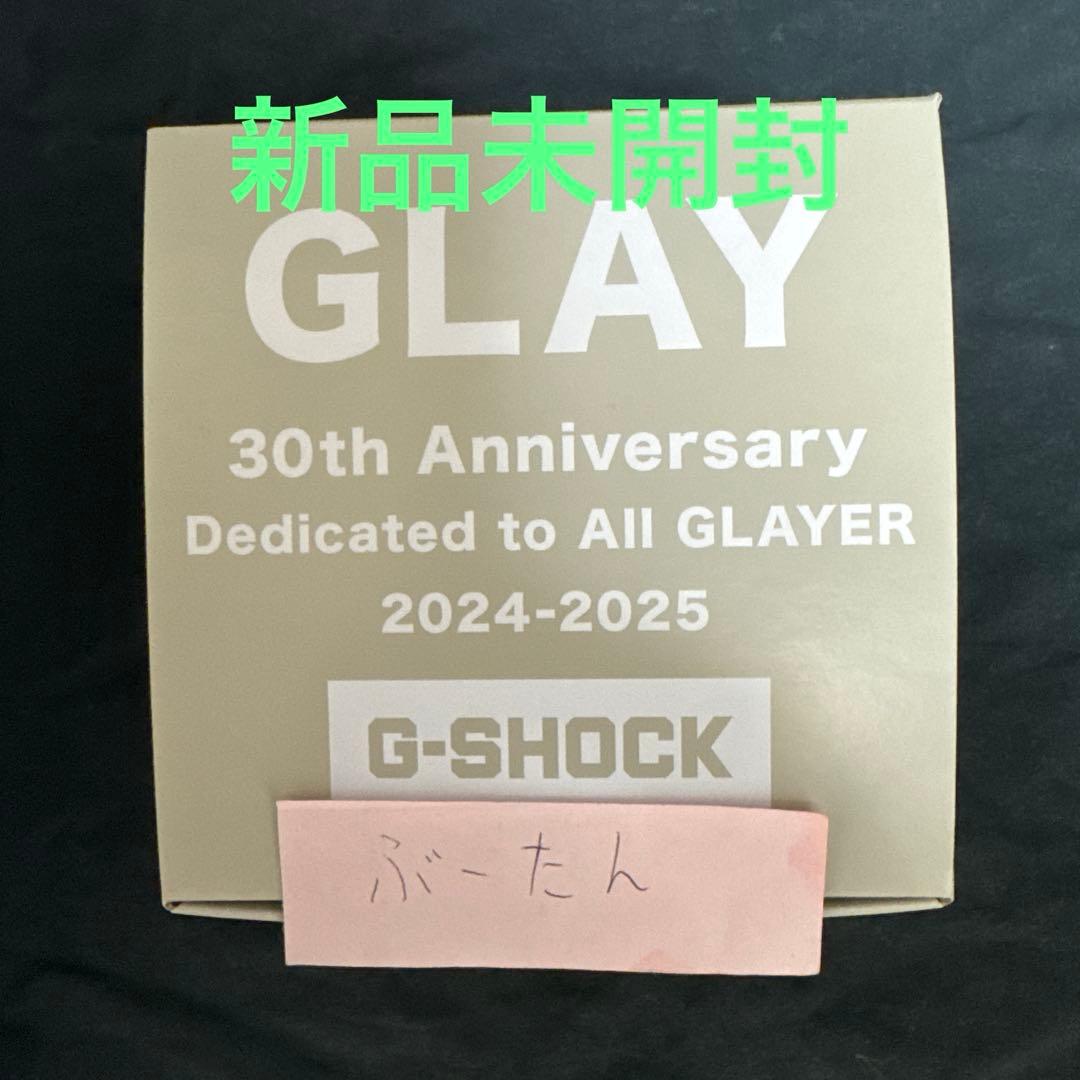 新品未開封
GLAY
30th Anniversary
Dedicated to All GLAYER
2024-2025
G-SHOCK
ぶーたん